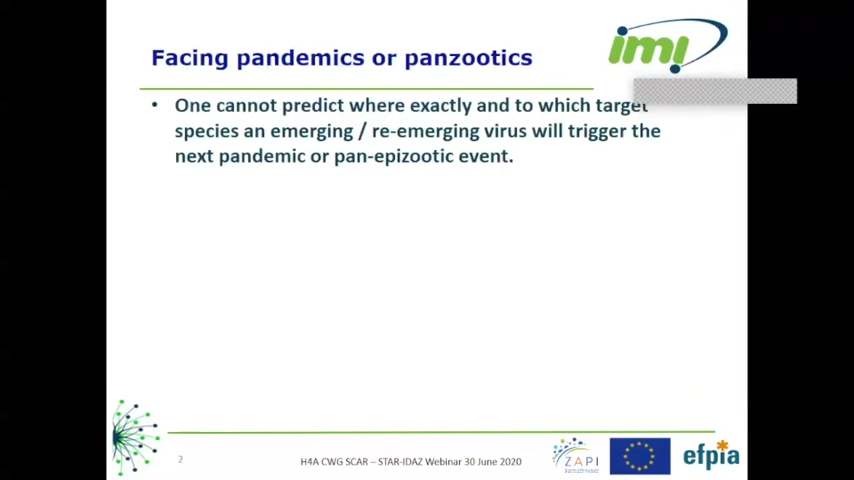 imi
Facing pandemics or panzootics
• One cannot predict where exactly and to which target
species an emerging / re-emerging virus will trigger the
next pandemic or pan-epizootic event.
2
H4A CWG SCAR – STAR-IDAZ Webinar 30 June 2020
ZAPI
efpia